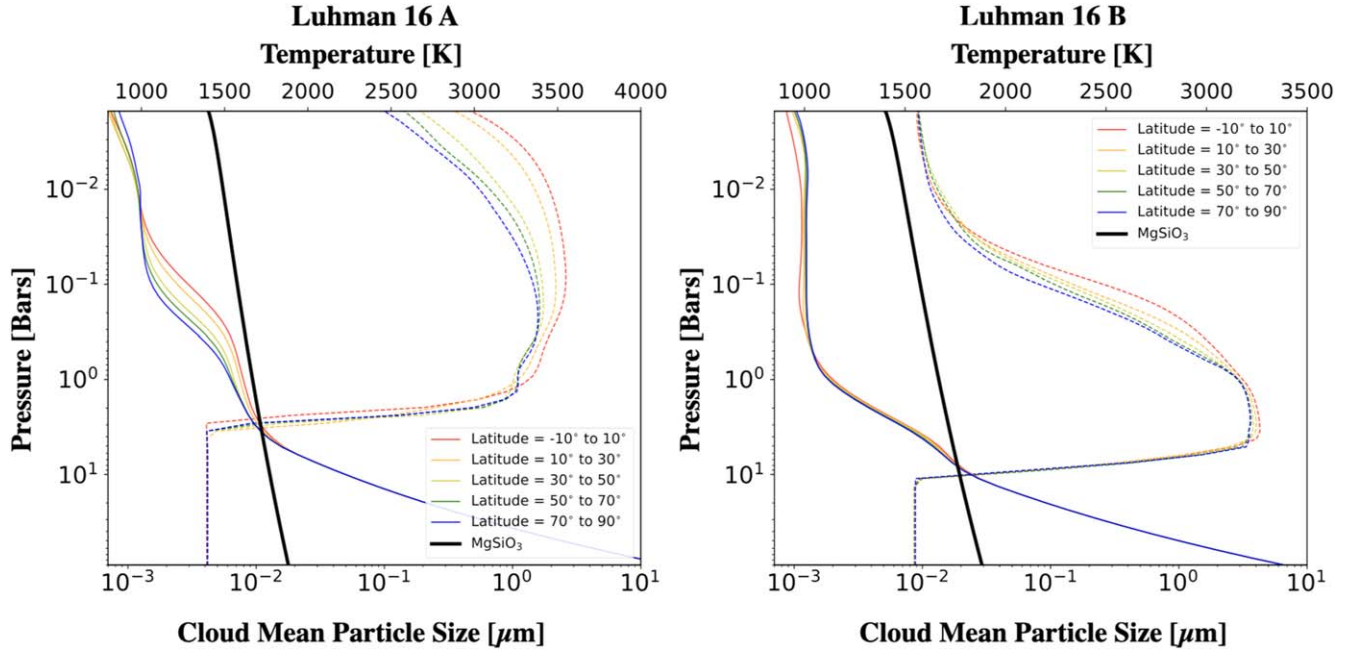 Luhman 16 A
Temperature [K]
1000 1500 2000 2500 3000 3500 4000
Pressure [Bars]
10⁻²
10⁻¹
10⁰
10¹
Latitude = -10° to 10°
Latitude = 10° to 30°
Latitude = 30° to 50°
Latitude = 50° to 70°
Latitude = 70° to 90°
MgSiO₃
10⁻³ 10⁻² 10⁻¹ 10⁰ 10¹
Cloud Mean Particle Size [μm]
Luhman 16 B
Temperature [K]
1000 1500 2000 2500 3000 3500
Pressure [Bars]
10⁻²
10⁻¹
10⁰
10¹
Latitude = -10° to 10°
Latitude = 10° to 30°
Latitude = 30° to 50°
Latitude = 50° to 70°
Latitude = 70° to 90°
MgSiO₃
10⁻³ 10⁻² 10⁻¹ 10⁰ 10¹
Cloud Mean Particle Size [μm]